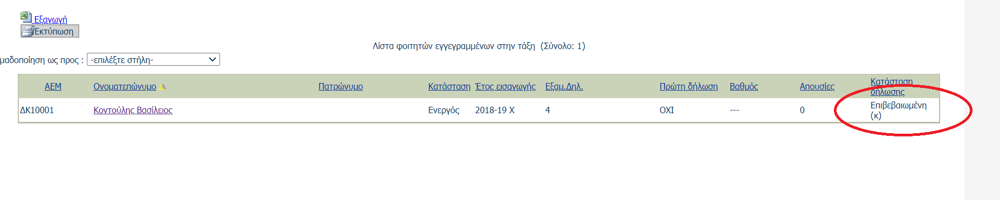 Εξαγωγή
Εκτύπωση
Λίστα φοιτητών εγγεγραμμένων στην τάξη (Σύνολο: 1)
μαδοποίηση ως προς : -επιλέξτε στήλη-
ΑΕΜ Ονοματεπώνυμο Πατρώνυμο Κατάσταση Έτος εισαγωγής Εξαμ.Δηλ. Πρώτη δήλωση Βαθμός Απουσίες Κατάσταση δήλωσης
ΔΚ10001 Κοντούλης Βασίλειος Ενεργός 2018-19 Χ 4 ΟΧΙ --- 0 Επιβεβαιωμένη (κ)